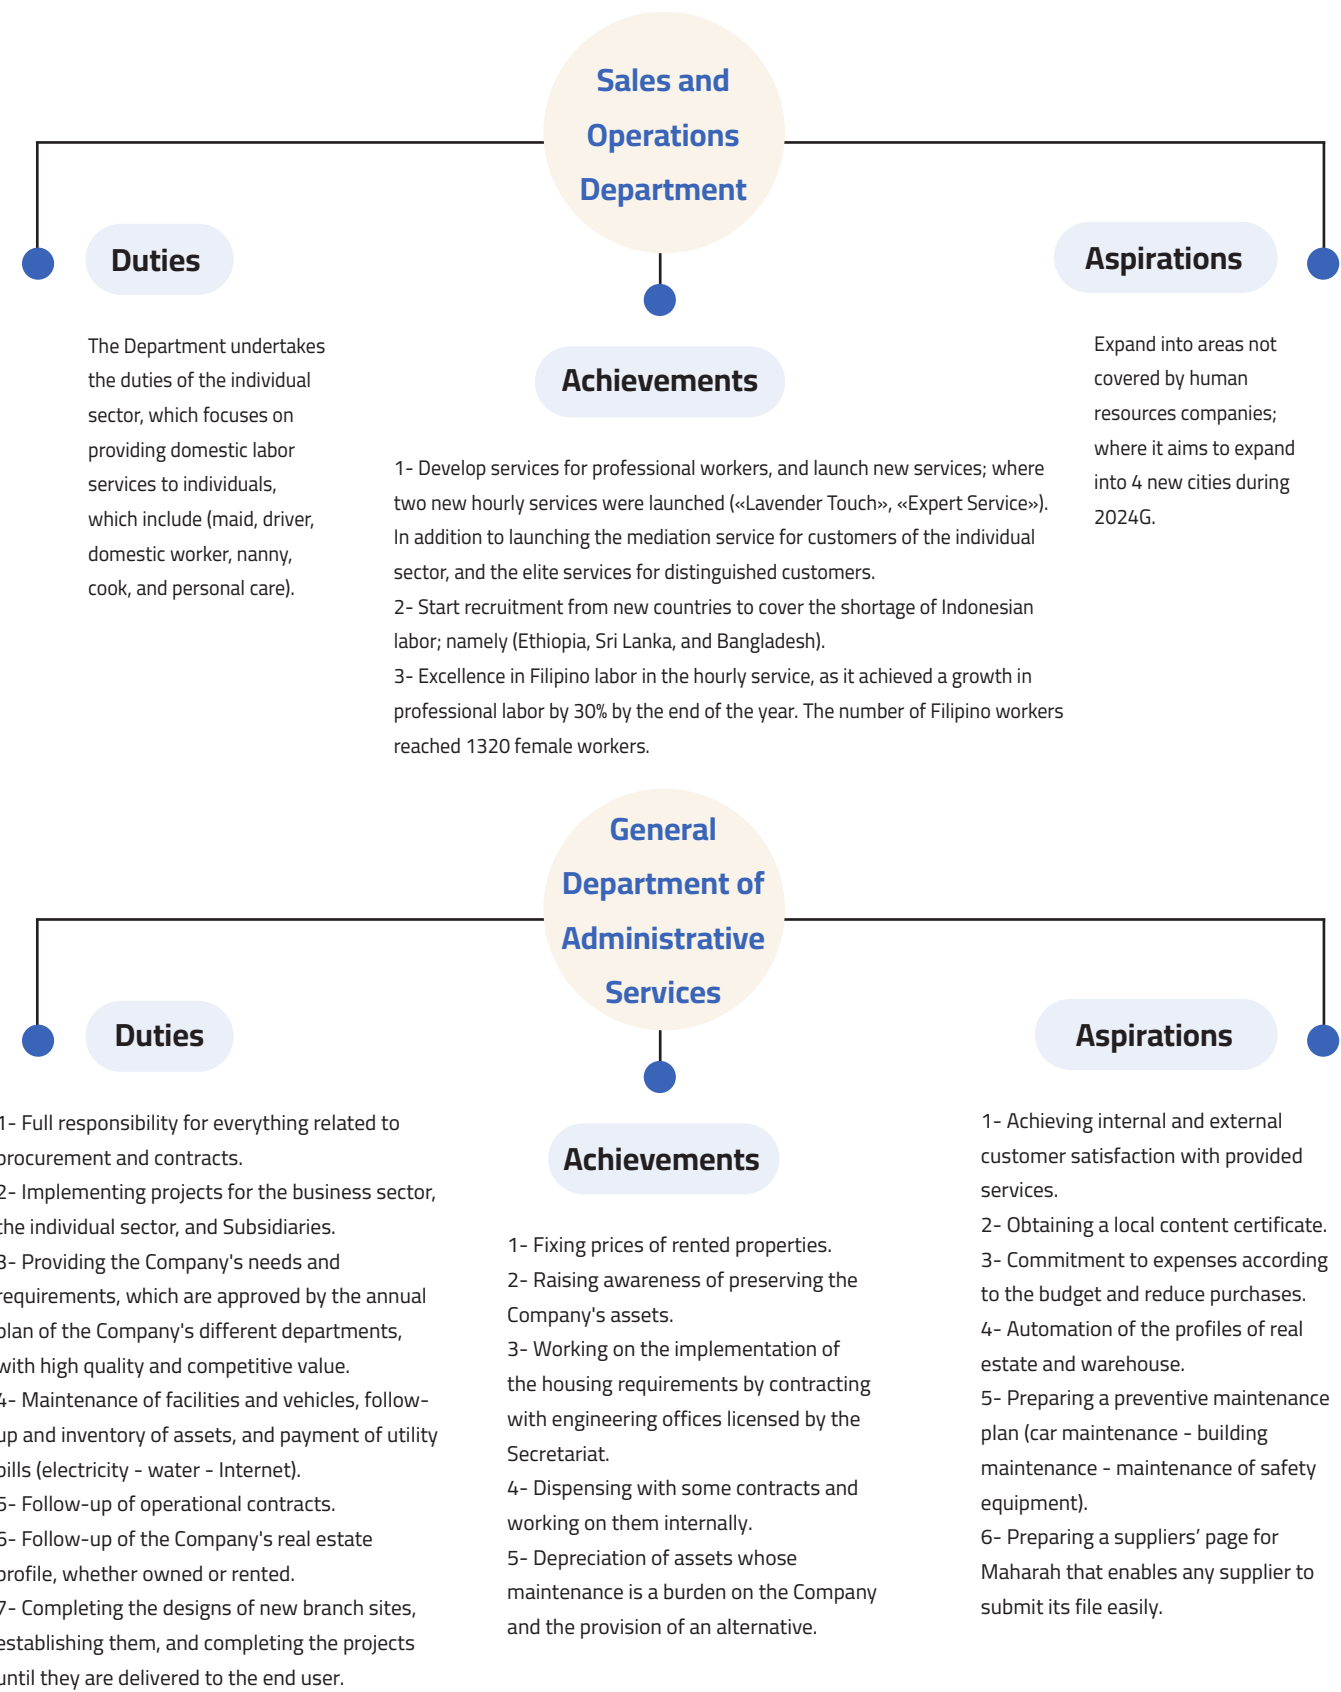 Sales and
Operations
Department
Duties
The Department undertakes
the duties of the individual
sector, which focuses on
providing domestic labor
services to individuals,
which include (maid, driver,
domestic worker, nanny,
cook, and personal care).
Achievements
1- Develop services for professional workers, and launch new services; where
two new hourly services were launched («Lavender Touch», «Expert Service»).
In addition to launching the mediation service for customers of the individual
sector, and the elite services for distinguished customers.
2- Start recruitment from new countries to cover the shortage of Indonesian
labor; namely (Ethiopia, Sri Lanka, and Bangladesh).
3- Excellence in Filipino labor in the hourly service, as it achieved a growth in
professional labor by 30% by the end of the year. The number of Filipino workers
reached 1320 female workers.
Aspirations
Expand into areas not
covered by human
resources companies;
where it aims to expand
into 4 new cities during
2024G.
General
Department of
Administrative
Services
Duties
1- Full responsibility for everything related to
procurement and contracts.
2- Implementing projects for the business sector,
the individual sector, and Subsidiaries.
3- Providing the Company's needs and
requirements, which are approved by the annual
plan of the Company's different departments,
with high quality and competitive value.
4- Maintenance of facilities and vehicles, follow-
up and inventory of assets, and payment of utility
bills (electricity - water - Internet).
5- Follow-up of operational contracts.
6- Follow-up of the Company's real estate
profile, whether owned or rented.
7- Completing the designs of new branch sites,
establishing them, and completing the projects
until they are delivered to the end user.
Achievements
1- Fixing prices of rented properties.
2- Raising awareness of preserving the
Company's assets.
3- Working on the implementation of
the housing requirements by contracting
with engineering offices licensed by the
Secretariat.
4- Dispensing with some contracts and
working on them internally.
5- Depreciation of assets whose
maintenance is a burden on the Company
and the provision of an alternative.
Aspirations
1- Achieving internal and external
customer satisfaction with provided
services.
2- Obtaining a local content certificate.
3- Commitment to expenses according
to the budget and reduce purchases.
4- Automation of the profiles of real
estate and warehouse.
5- Preparing a preventive maintenance
plan (car maintenance - building
maintenance - maintenance of safety
equipment).
6- Preparing a suppliers’ page for
Maharah that enables any supplier to
submit its file easily.